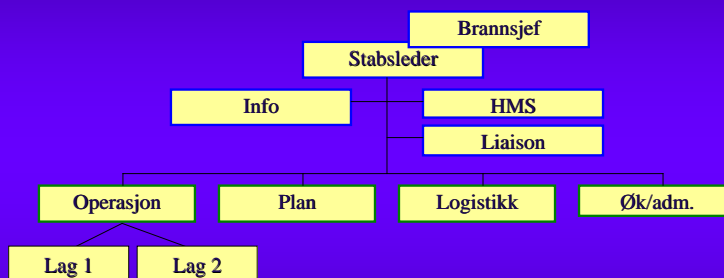 Brannsjef
Stabsleder
Info
HMS
Liaison
Operasjon
Plan
Logistikk
Øk/adm.
Lag 1
Lag 2